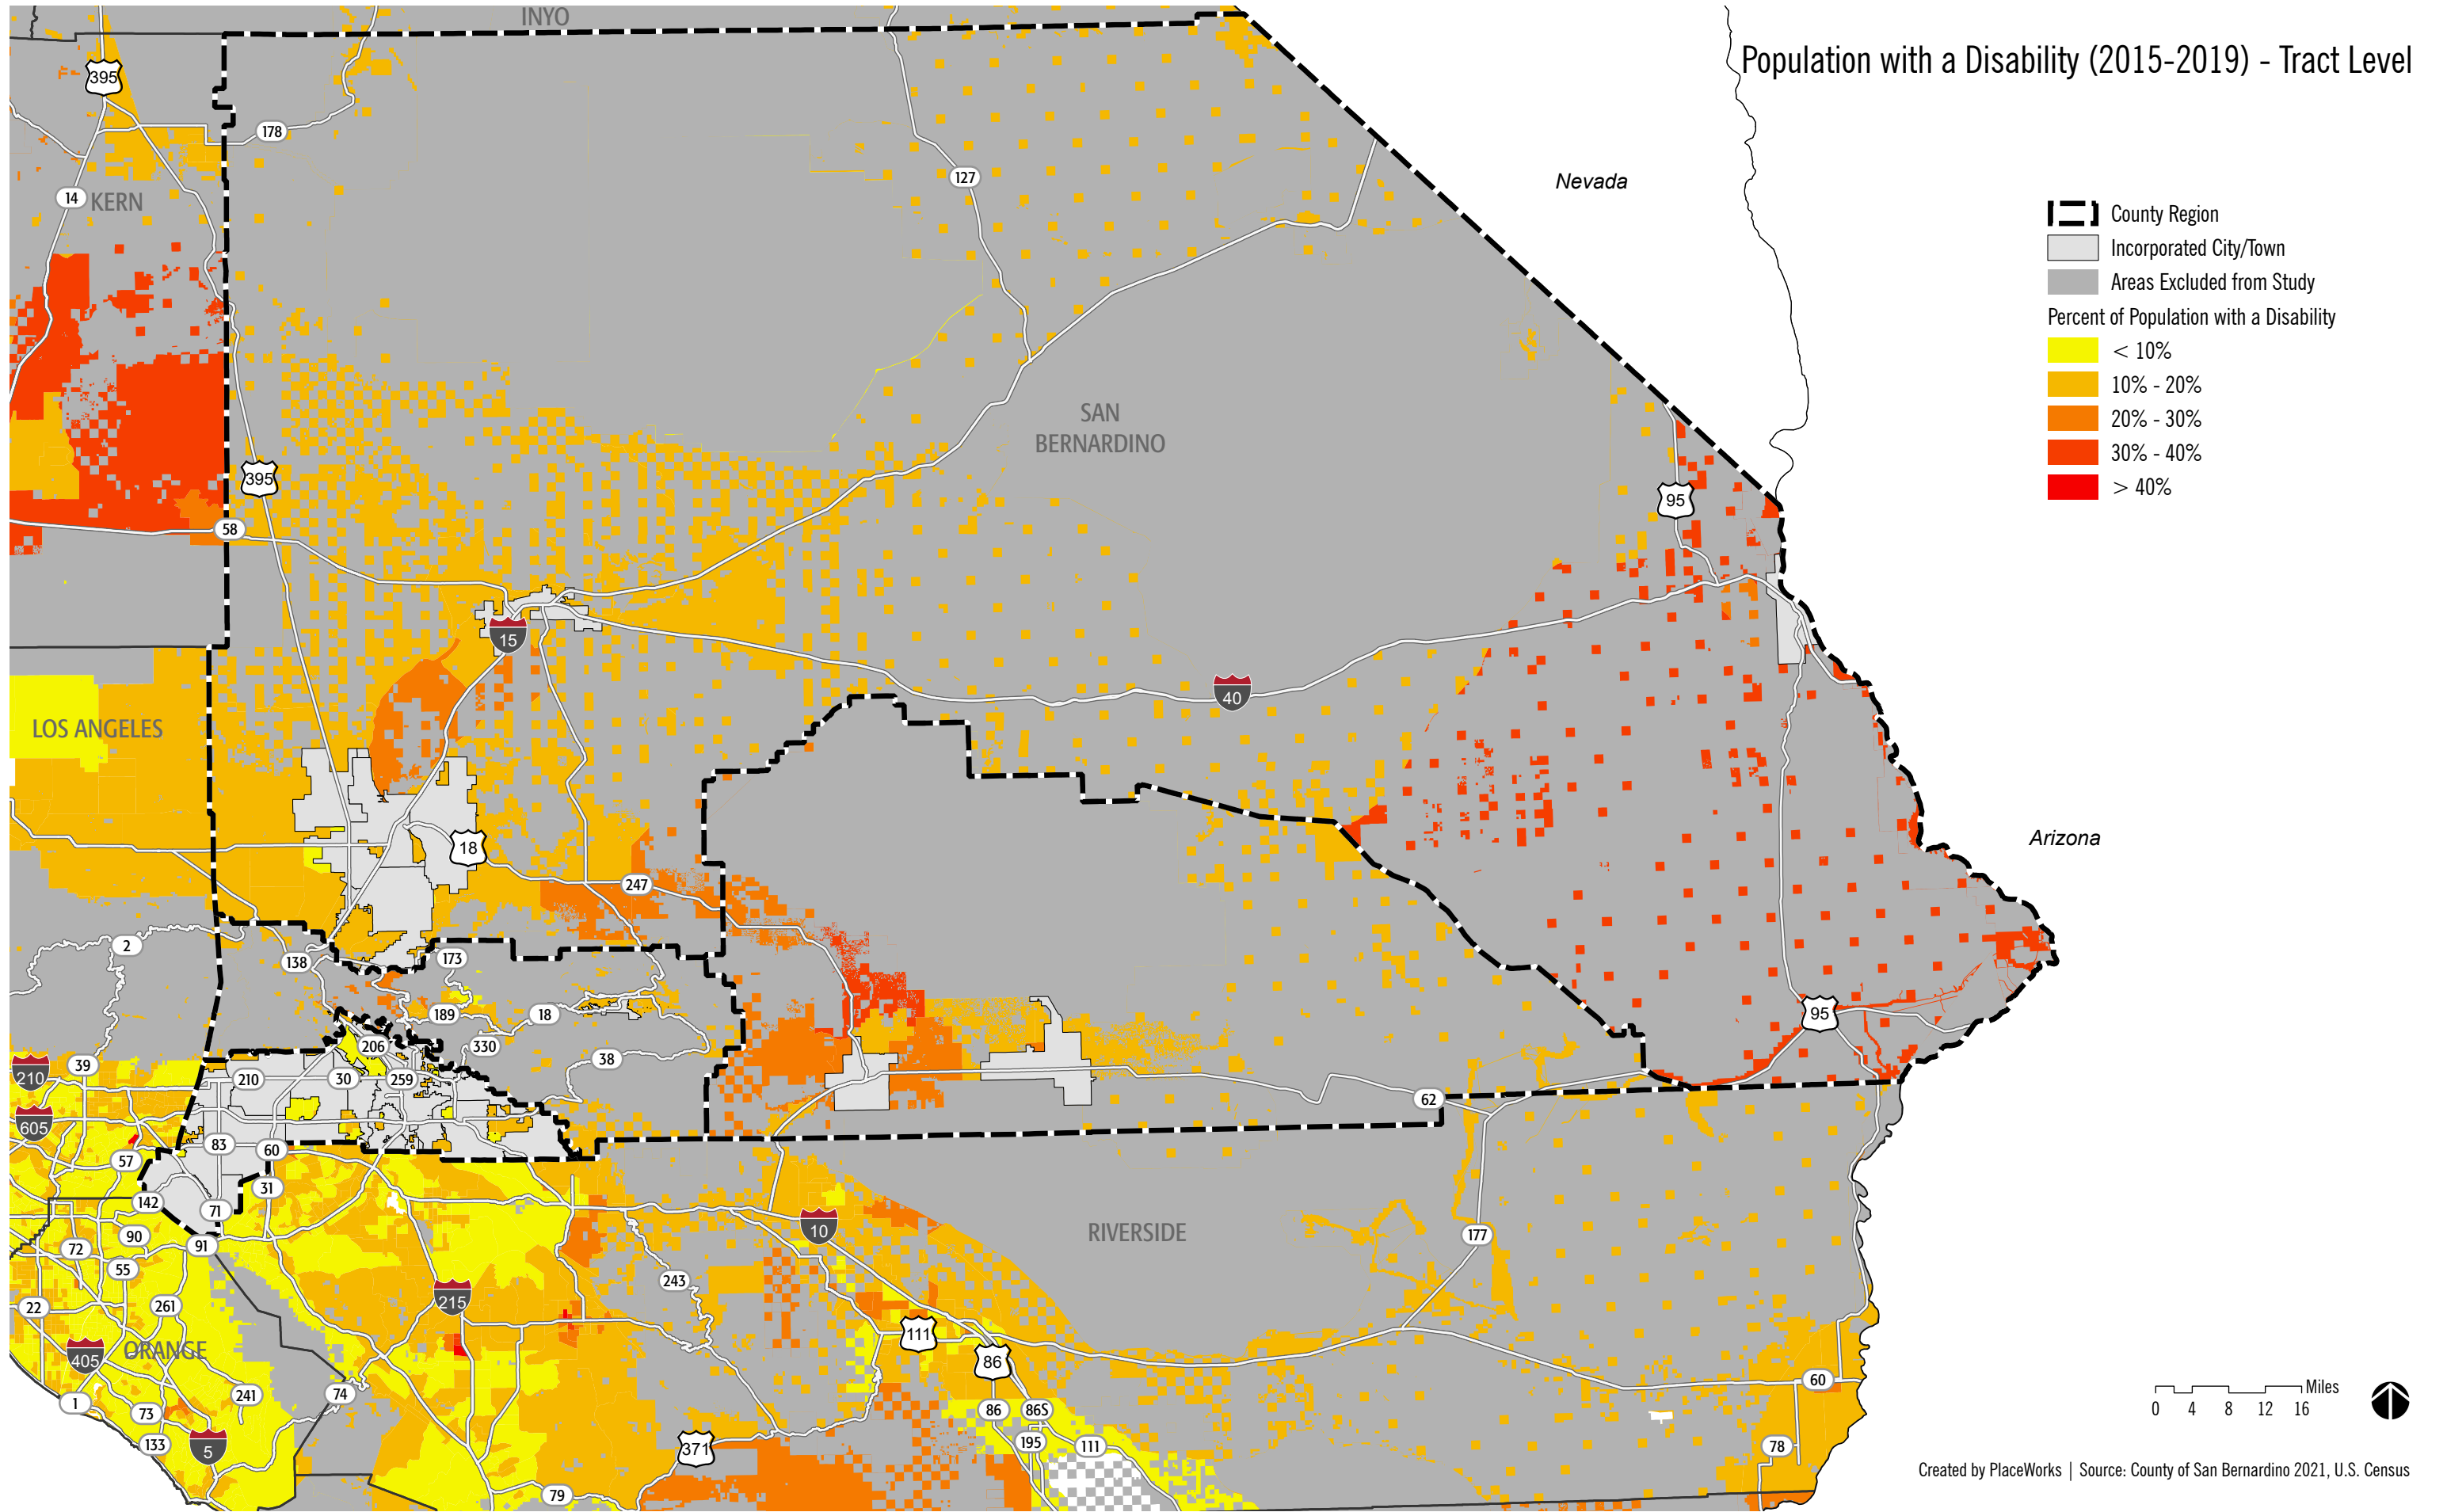 Population with a Disability (2015-2019) - Tract Level
INYO
395
178
127
14
KERN
Nevada
County Region
Incorporated City/Town
Areas Excluded from Study
Percent of Population with a Disability
< 10%
10% - 20%
20% - 30%
30% - 40%
> 40%
SAN
BERNARDINO
395
95
58
15
40
LOS ANGELES
18
247
Arizona
2
138
173
189
18
95
206
330
38
39
210
210
30
259
62
605
83
60
57
31
142
71
10
RIVERSIDE
177
90
91
72
55
243
22
261
215
111
405
ORANGE
86
60
241
74
1
73
86
86S
133
5
371
195
111
78
79
Miles
0 4 8 12 16
Created by PlaceWorks | Source: County of San Bernardino 2021, U.S. Census